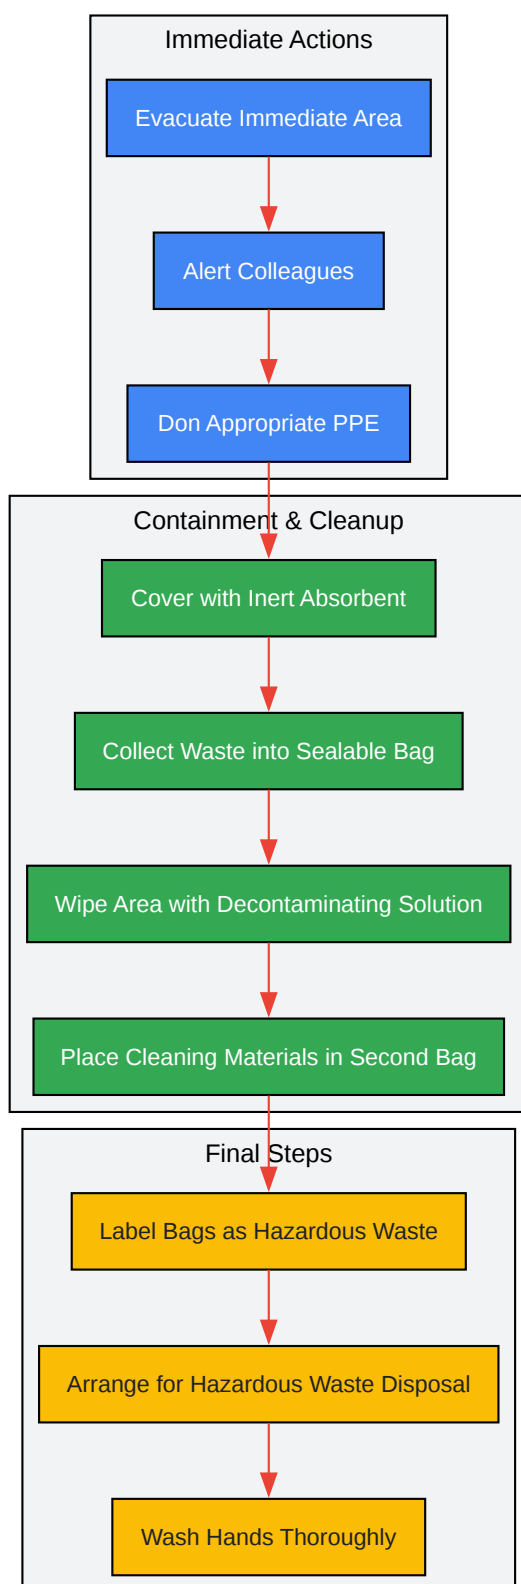 Immediate Actions
Evacuate Immediate Area
Alert Colleagues
Don Appropriate PPE
Containment & Cleanup
Cover with Inert Absorbent
Collect Waste into Sealable Bag
Wipe Area with Decontaminating Solution
Place Cleaning Materials in Second Bag
Final Steps
Label Bags as Hazardous Waste
Arrange for Hazardous Waste Disposal
Wash Hands Thoroughly